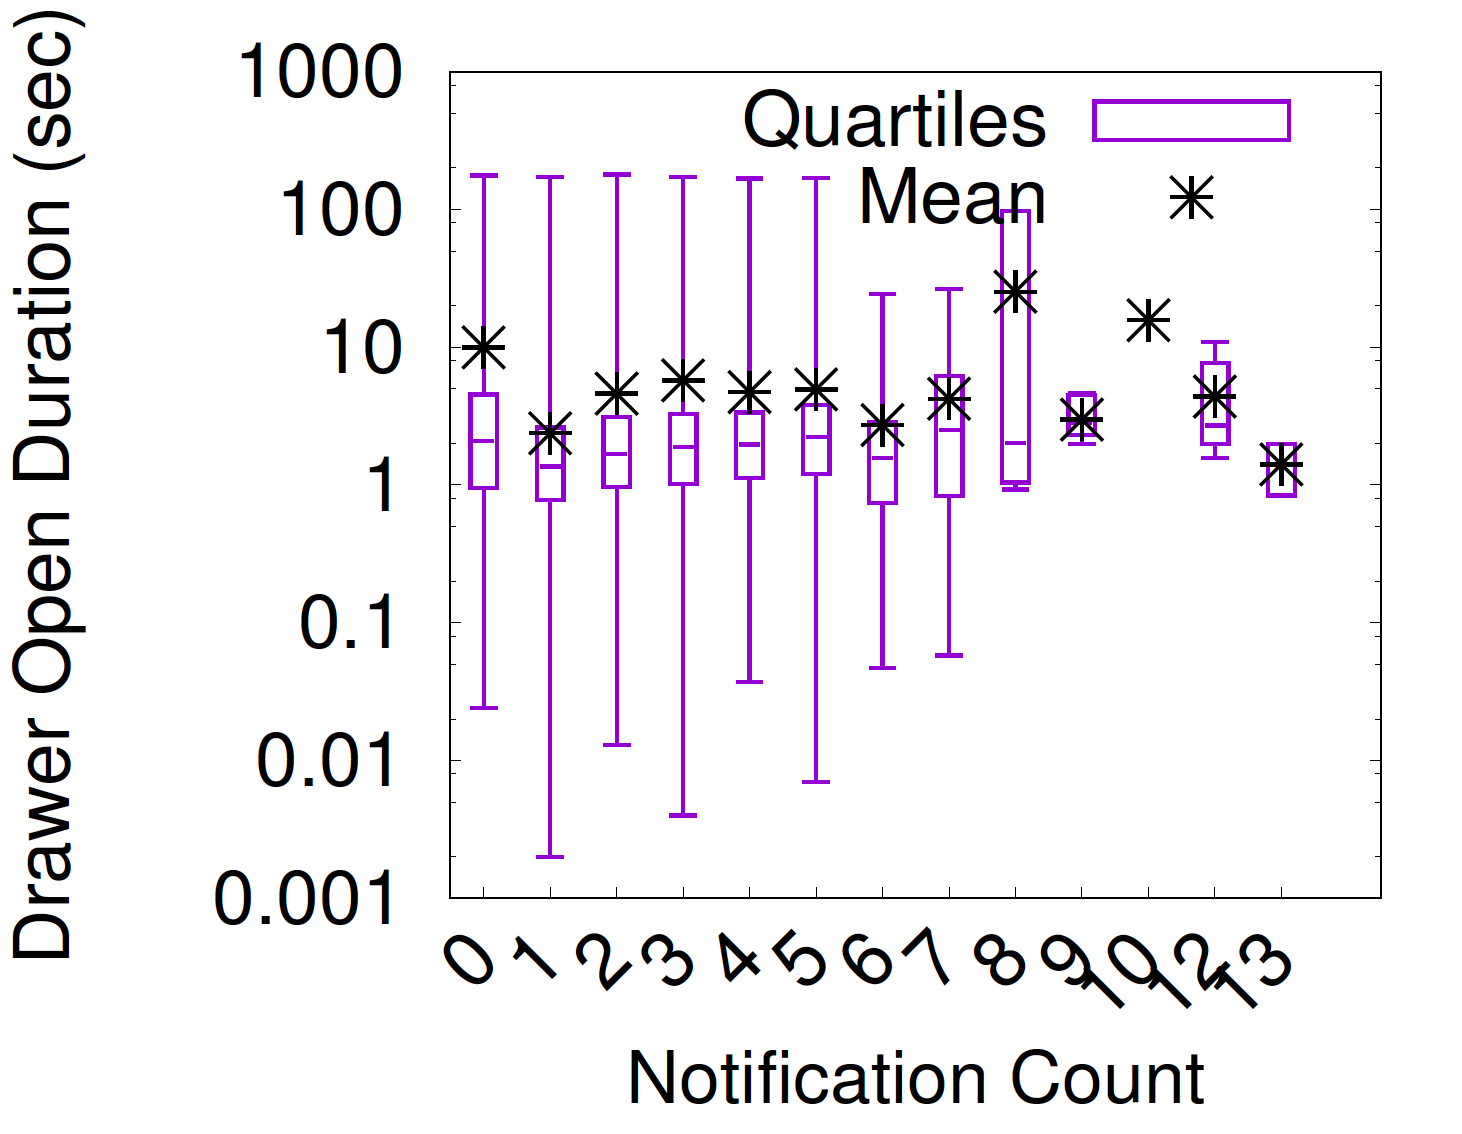 Drawer Open Duration (sec)
1000
100
10
1
0.1
0.01
0.001
Quartiles
Mean
0 1 2 3 4 5 6 7 8 9 10 12 13
Notification Count